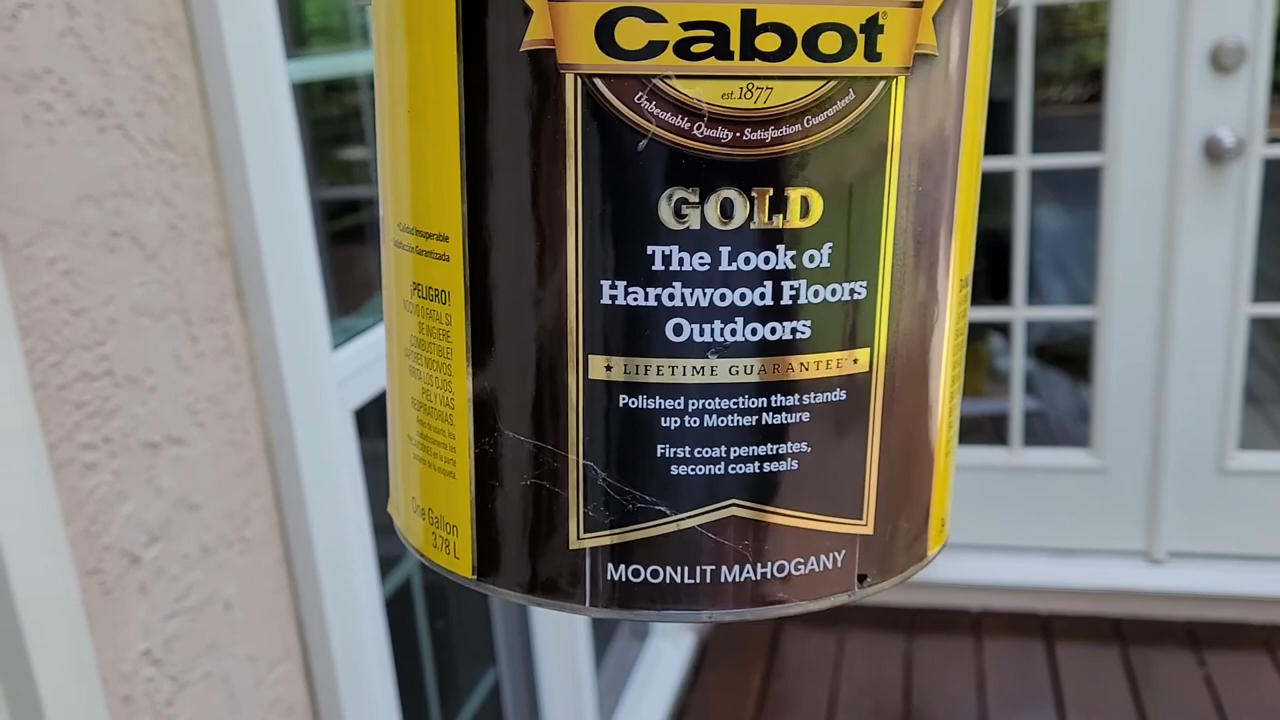 Cabot®
est. 1877
Unbeatable Quality • Satisfaction Guaranteed
GOLD
The Look of
Hardwood Floors
Outdoors
★ LIFETIME GUARANTEE* ★
Polished protection that stands
up to Mother Nature
First coat penetrates,
second coat seals
MOONLIT MAHOGANY
Calidad Insuperable
Satisfacción Garantizada
¡PELIGRO!
NOCIVO O FATAL SI
SE INGIERE.
¡COMBUSTIBLE!
VAPORES NOCIVOS.
IRRITA LOS OJOS,
PIEL Y VÍAS
RESPIRATORIAS.
One Gallon
3.78 L